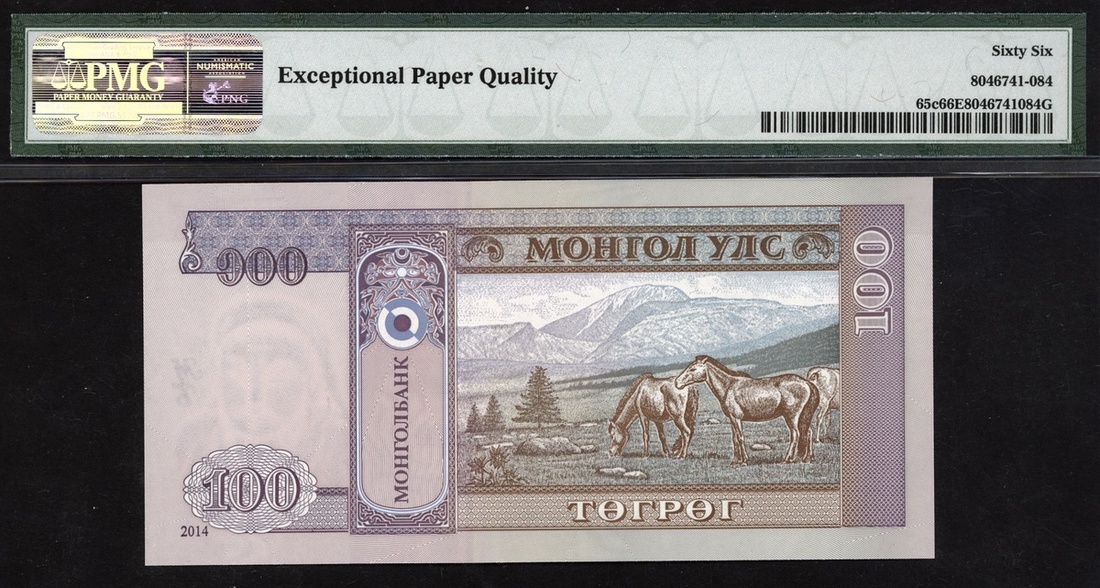 PMG
PAPER MONEY GUARANTY
AMERICAN
NUMISMATIC
ASSOCIATION
PNG
Exceptional Paper Quality
Sixty Six
8046741-084
65c66E8046741084G
100
МОНГОЛ УЛС
100
МОНГОЛБАНК
100
ТӨГРӨГ
2014